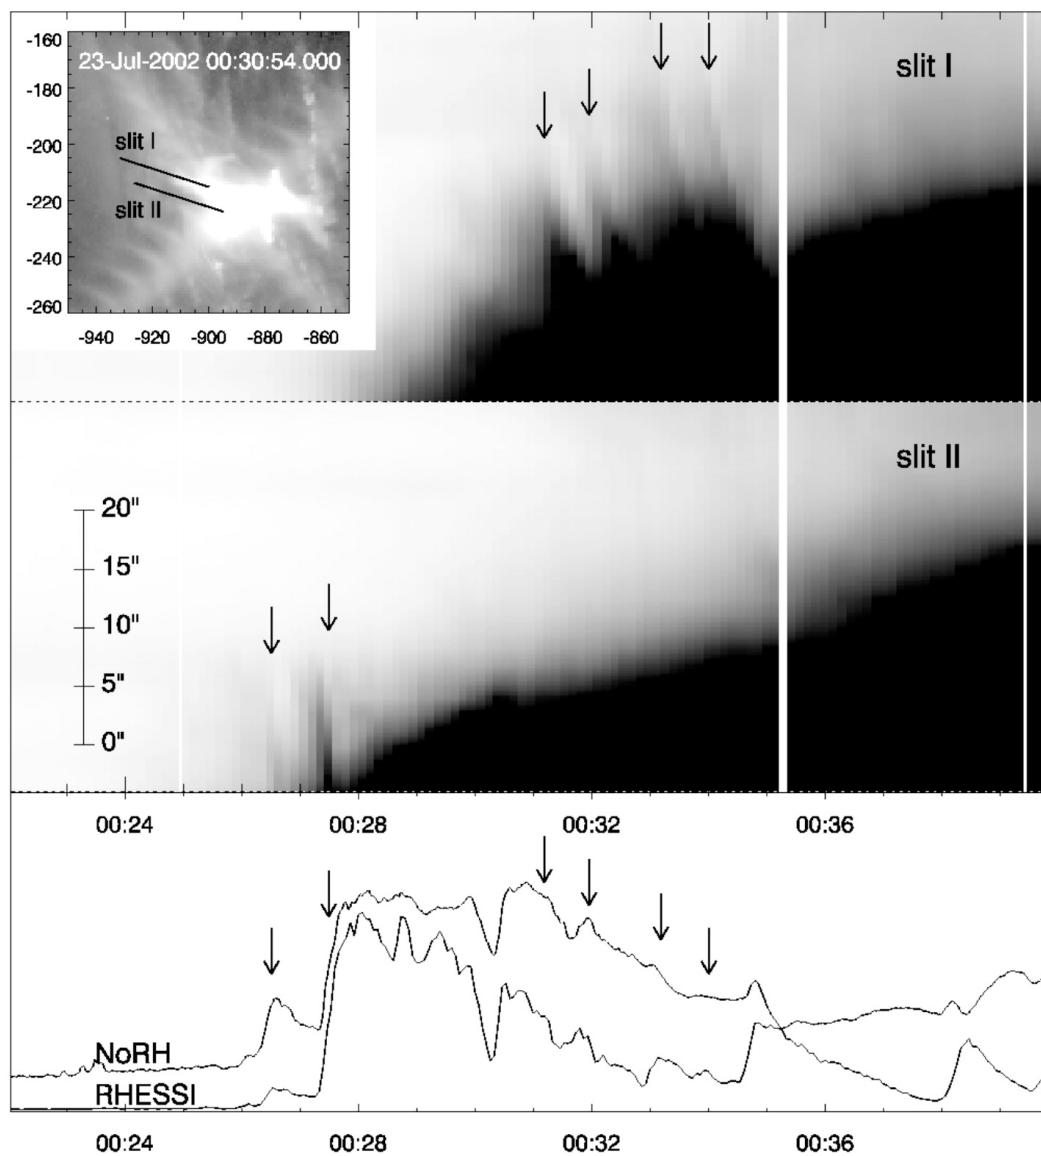 -160
23-Jul-2002 00:30:54.000
slit I
-180
-200
slit I
-220
slit II
-240
-260
-940 -920 -900 -880 -860
slit II
20"
15"
10"
5"
0"
00:24 00:28 00:32 00:36
NoRH
RHESSI
00:24 00:28 00:32 00:36